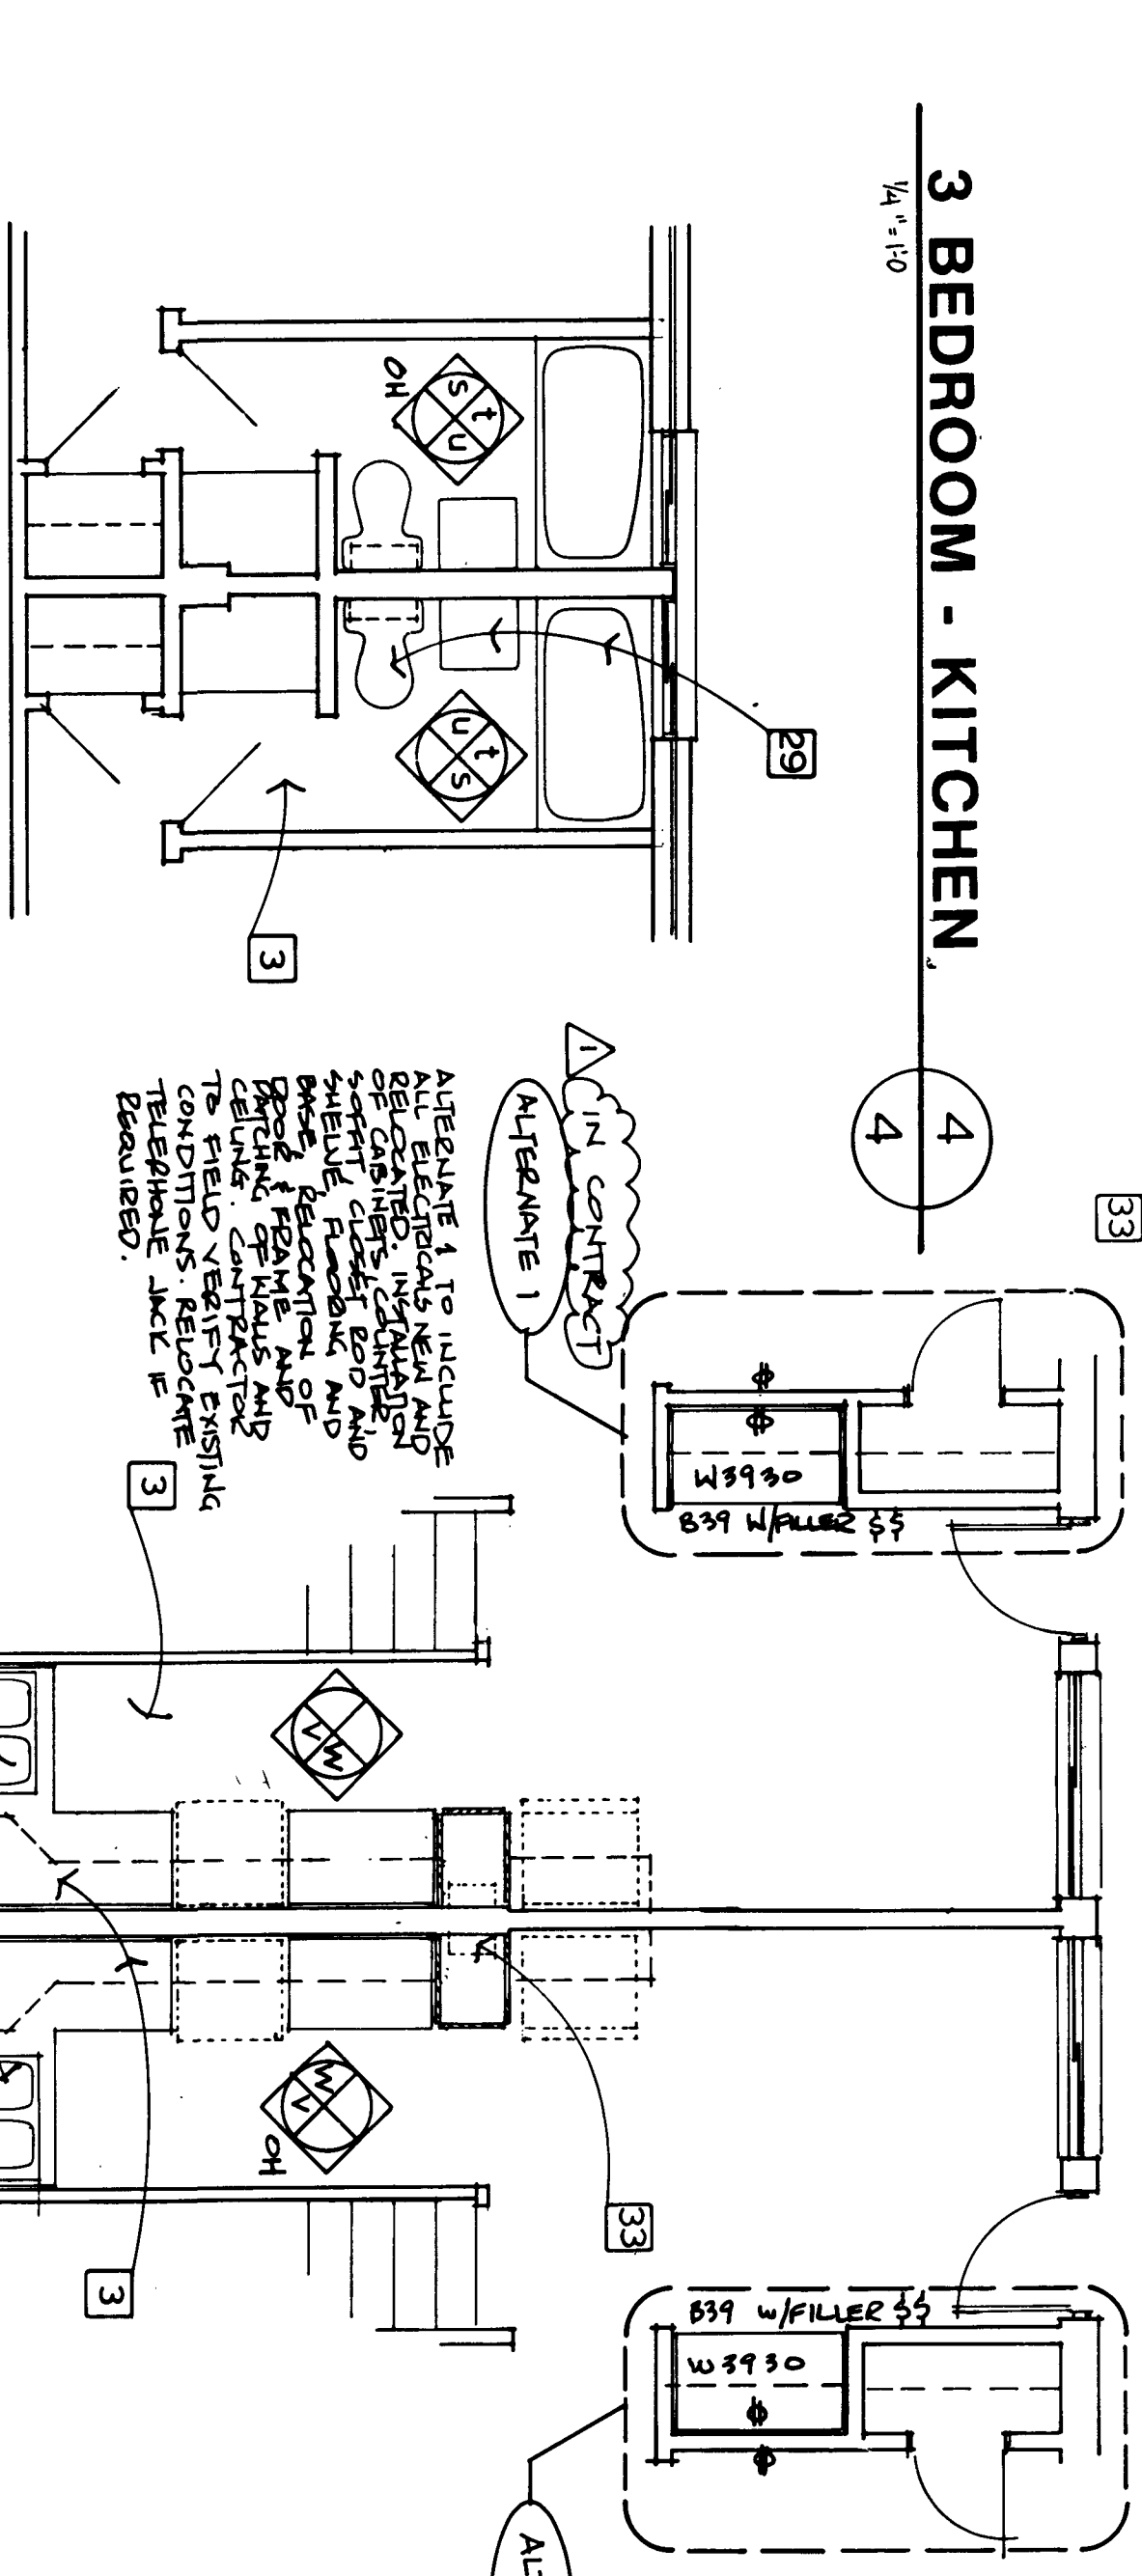 3 BEDROOM - KITCHEN
1/4" = 1'-0
4
4
33
29
3
s
t
u
OH
u
t
s
1
IN CONTRACT
ALTERNATE 1
ALTERNATE 1 TO INCLUDE
ALL ELECTRICALS NEW AND
RELOCATED. INSTALLATION
OF CABINETS, COUNTER,
SOFFIT, CLOSET ROD AND
SHELVE, FLOORING AND
BASE, RELOCATION OF
DOOR & FRAME AND
PATCHING OF WALLS AND
CEILING. CONTRACTOR
TO FIELD VERIFY EXISTING
CONDITIONS. RELOCATE
TELEPHONE JACK IF
REQUIRED.
W3930
B39 W/FILLER $$
3
V
W
W
V
OH
33
3
B39 W/FILLER $$
W3930
AL